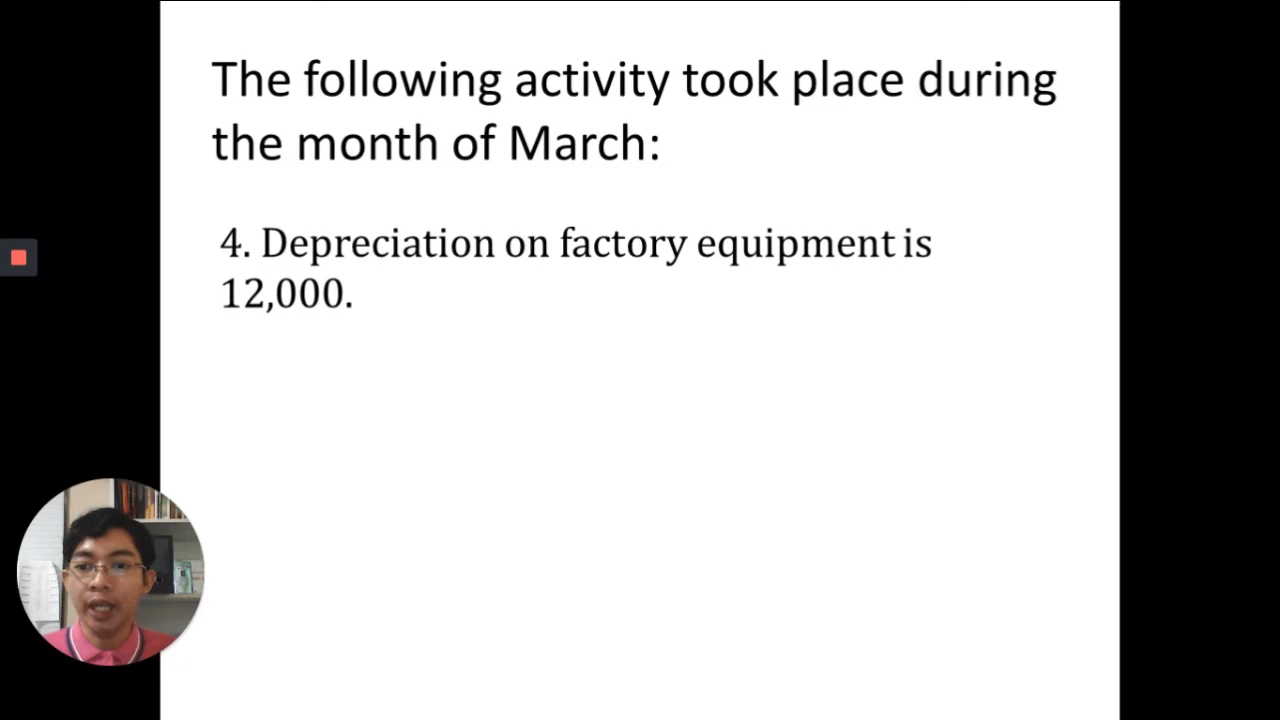 The following activity took place during
the month of March:
4. Depreciation on factory equipment is
12,000.